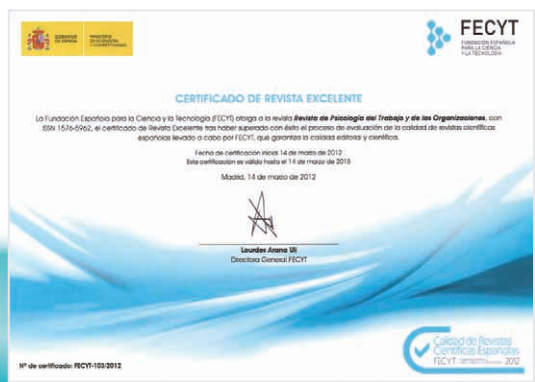 GOBIERNO
DE ESPAÑA
MINISTERIO
DE ECONOMÍA
Y COMPETITIVIDAD
FECYT
FUNDACIÓN ESPAÑOLA
PARA LA CIENCIA
Y LA TECNOLOGÍA
CERTIFICADO DE REVISTA EXCELENTE
La Fundación Española para la Ciencia y la Tecnología (FECYT) otorga a la revista Revista de Psicología del Trabajo y de las Organizaciones, con
ISSN 1576-5962, el certificado de Revista Excelente tras haber superado con éxito el proceso de evaluación de la calidad de revistas científicas
españolas llevado a cabo por FECYT, que garantiza la calidad editorial y científica.
Fecha de certificación inicial 14 de marzo de 2012
Esta certificación es válida hasta el 14 de marzo de 2015
Madrid, 14 de marzo de 2012
Lourdes Arana Uli
Directora General FECYT
Calidad de Revistas
Científicas Españolas
FECYT 2012
Nº de certificado: FECYT-103/2012